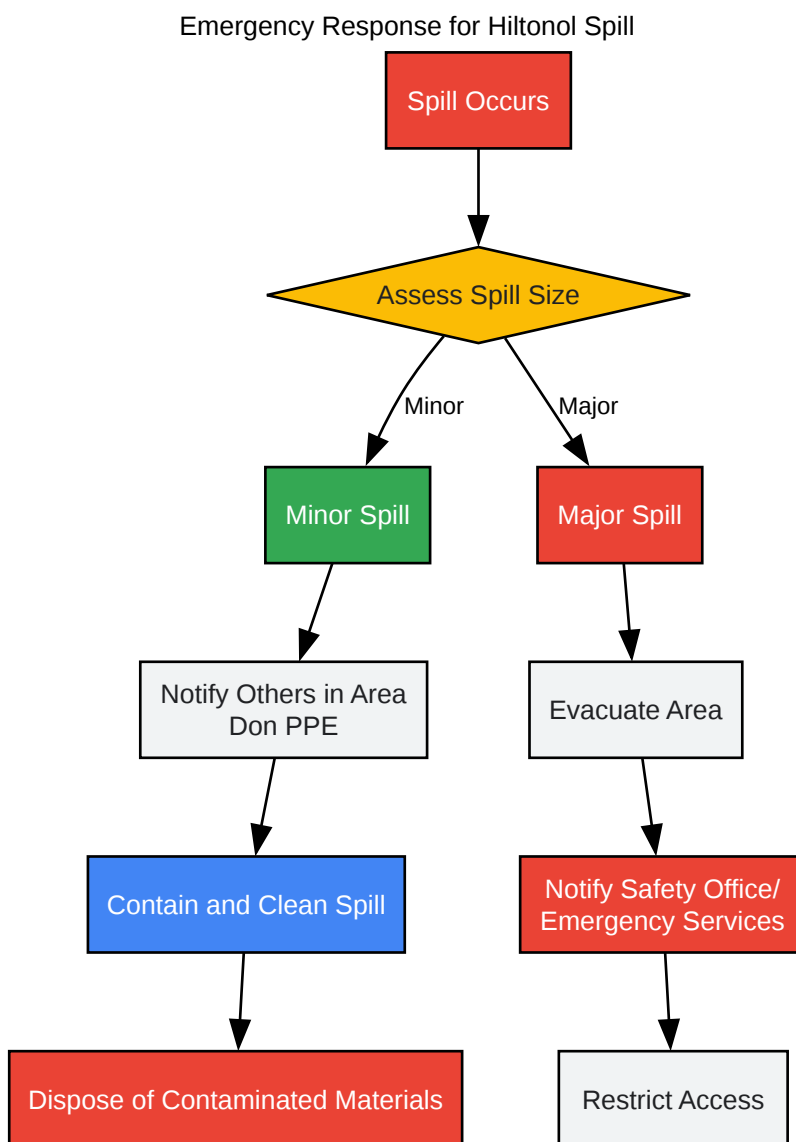 Emergency Response for Hiltonol Spill
Spill Occurs
Assess Spill Size
Minor
Major
Minor Spill
Major Spill
Notify Others in Area
Don PPE
Evacuate Area
Contain and Clean Spill
Notify Safety Office/
Emergency Services
Dispose of Contaminated Materials
Restrict Access